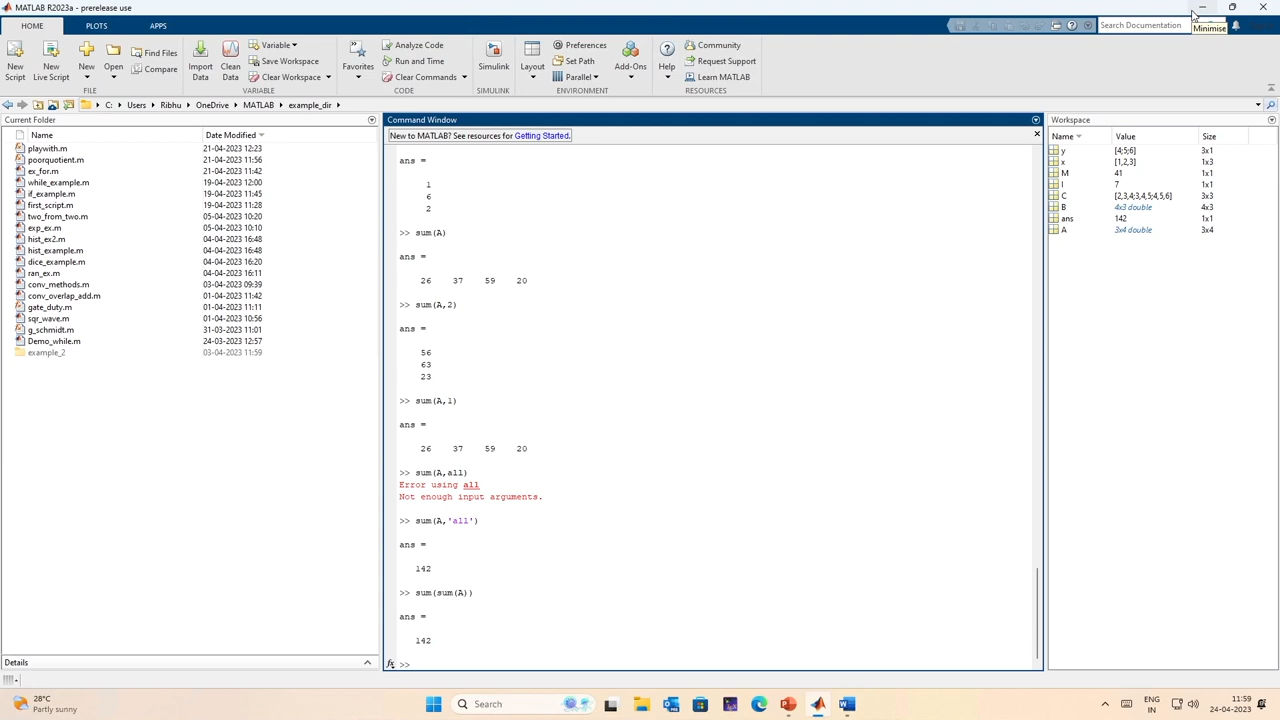 MATLAB R2023a - prerelease use
Minimise
HOME PLOTS APPS
Search Documentation
New Script
New Live Script
New
Open
Find Files
Compare
Import Data
Clean Data
Variable
Save Workspace
Clear Workspace
Favorites
Analyze Code
Run and Time
Clear Commands
Simulink
Layout
Preferences
Set Path
Parallel
Add-Ons
Help
Community
Request Support
Learn MATLAB
FILE VARIABLE CODE SIMULINK ENVIRONMENT RESOURCES
C: Users Ribhu OneDrive MATLAB example_dir
Current Folder
Name Date Modified
playwith.m 21-04-2023 12:23
poorquotient.m 21-04-2023 11:56
ex_for.m 21-04-2023 11:42
while_example.m 19-04-2023 12:00
if_example.m 19-04-2023 11:45
first_script.m 19-04-2023 11:28
two_from_two.m 05-04-2023 10:20
exp_ex.m 05-04-2023 10:10
hist_ex2.m 04-04-2023 16:48
hist_example.m 04-04-2023 16:48
dice_example.m 04-04-2023 16:20
ran_ex.m 04-04-2023 16:11
conv_methods.m 03-04-2023 09:39
conv_overlap_add.m 01-04-2023 11:42
gate_duty.m 01-04-2023 11:11
sqr_wave.m 01-04-2023 10:56
g_schmidt.m 31-03-2023 11:01
Demo_while.m 24-03-2023 12:57
example_2 03-04-2023 11:59
Details
Command Window
New to MATLAB? See resources for Getting Started.
ans =
1
6
2
>> sum(A)
ans =
26 37 59 20
>> sum(A,2)
ans =
56
63
23
>> sum(A,1)
ans =
26 37 59 20
>> sum(A,all)
Error using all
Not enough input arguments.
>> sum(A,'all')
ans =
142
>> sum(sum(A))
ans =
142
fx >>
Workspace
Name Value Size
y [4;5;6] 3x1
x [1,2,3] 1x3
M 41 1x1
I 7 1x1
C [2,3,4;3,4,5;4,5,6] 3x3
B 4x3 double 4x3
ans 142 1x1
A 3x4 double 3x4
28°C
Partly sunny
Search
ENG
IN
11:59
24-04-2023